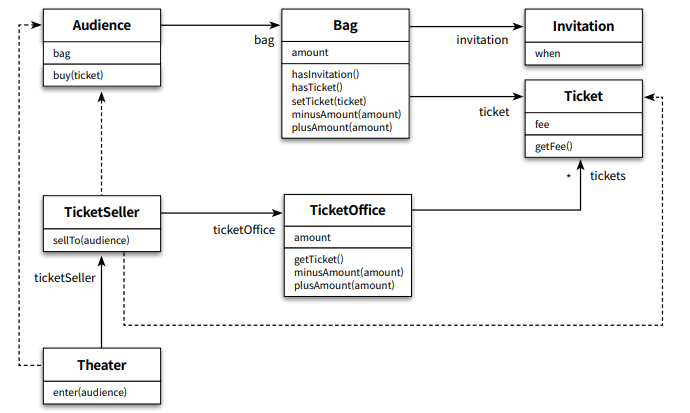 Audience
bag
buy(ticket)
bag
Bag
amount
hasInvitation()
hasTicket()
setTicket(ticket)
minusAmount(amount)
plusAmount(amount)
invitation
Invitation
when
ticket
Ticket
fee
getFee()
* tickets
TicketSeller
sellTo(audience)
ticketOffice
TicketOffice
amount
getTicket()
minusAmount(amount)
plusAmount(amount)
ticketSeller
Theater
enter(audience)